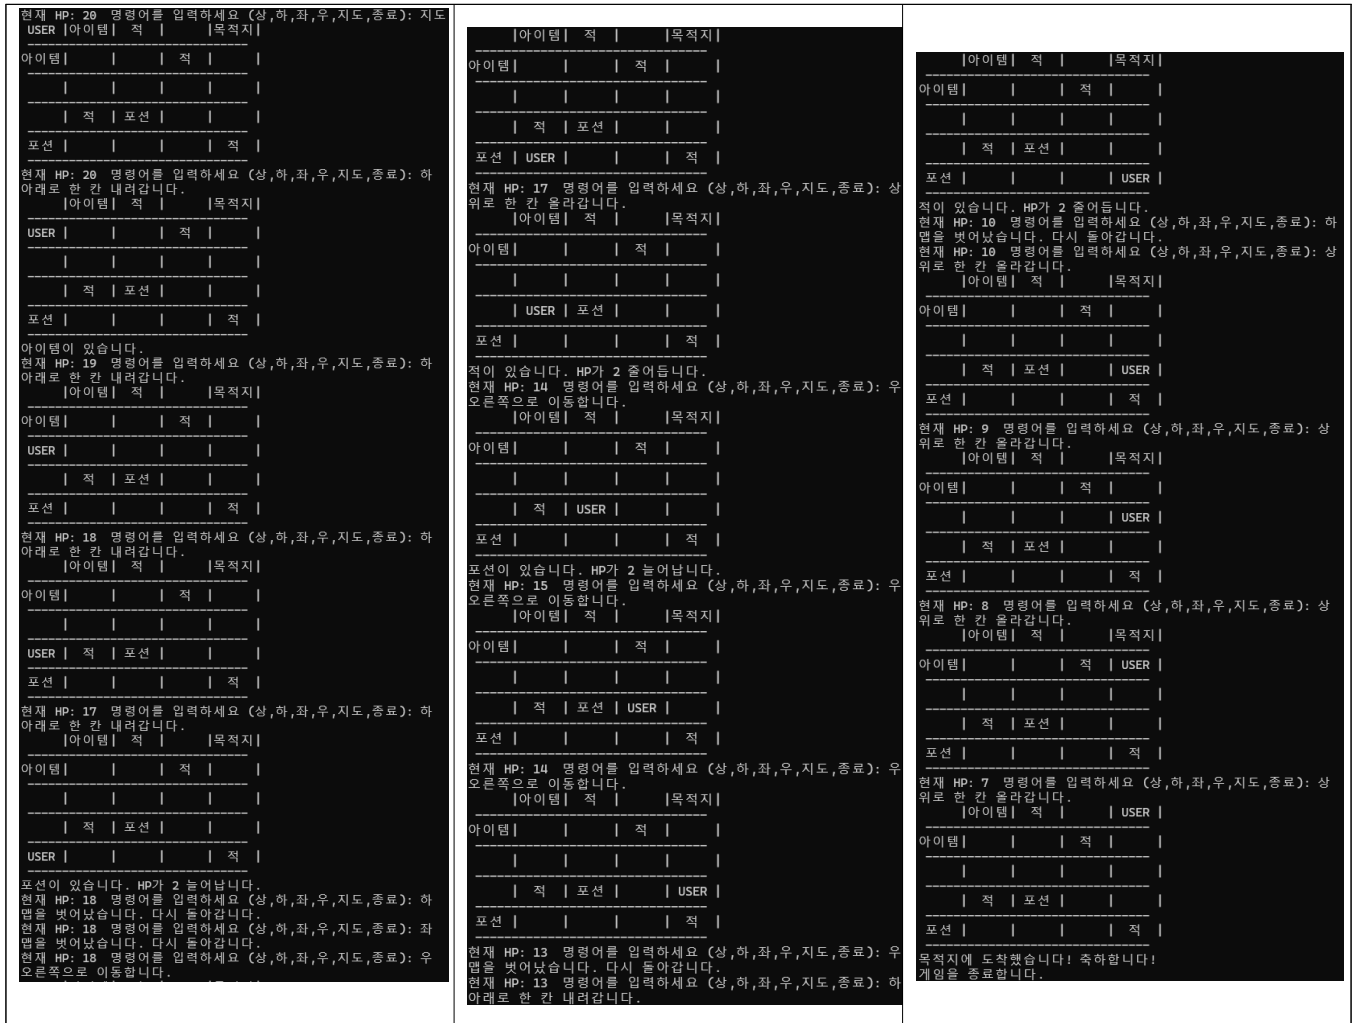 현재 HP: 20  명령어를 입력하세요 (상,하,좌,우,지도,종료): 지도
 USER |아이템|  적  |      |목적지|
 --------------------------------
아이템|      |      |  적  |      |
 --------------------------------
      |      |      |      |      |
 --------------------------------
      |  적  | 포션 |      |      |
 --------------------------------
 포션 |      |      |      |  적  |
 --------------------------------
현재 HP: 20  명령어를 입력하세요 (상,하,좌,우,지도,종료): 하
아래로 한 칸 내려갑니다.
      |아이템|  적  |      |목적지|
 --------------------------------
 USER |      |      |  적  |      |
 --------------------------------
      |      |      |      |      |
 --------------------------------
      |  적  | 포션 |      |      |
 --------------------------------
 포션 |      |      |      |  적  |
 --------------------------------
아이템이 있습니다.
현재 HP: 19  명령어를 입력하세요 (상,하,좌,우,지도,종료): 하
아래로 한 칸 내려갑니다.
      |아이템|  적  |      |목적지|
 --------------------------------
아이템|      |      |  적  |      |
 --------------------------------
 USER |      |      |      |      |
 --------------------------------
      |  적  | 포션 |      |      |
 --------------------------------
 포션 |      |      |      |  적  |
 --------------------------------
현재 HP: 18  명령어를 입력하세요 (상,하,좌,우,지도,종료): 하
아래로 한 칸 내려갑니다.
      |아이템|  적  |      |목적지|
 --------------------------------
아이템|      |      |  적  |      |
 --------------------------------
      |      |      |      |      |
 --------------------------------
 USER |  적  | 포션 |      |      |
 --------------------------------
 포션 |      |      |      |  적  |
 --------------------------------
현재 HP: 17  명령어를 입력하세요 (상,하,좌,우,지도,종료): 하
아래로 한 칸 내려갑니다.
      |아이템|  적  |      |목적지|
 --------------------------------
아이템|      |      |  적  |      |
 --------------------------------
      |      |      |      |      |
 --------------------------------
      |  적  | 포션 |      |      |
 --------------------------------
 USER |      |      |      |  적  |
 --------------------------------
포션이 있습니다. HP가 2 늘어납니다.
현재 HP: 18  명령어를 입력하세요 (상,하,좌,우,지도,종료): 하
맵을 벗어났습니다. 다시 돌아갑니다.
현재 HP: 18  명령어를 입력하세요 (상,하,좌,우,지도,종료): 좌
맵을 벗어났습니다. 다시 돌아갑니다.
현재 HP: 18  명령어를 입력하세요 (상,하,좌,우,지도,종료): 우
오른쪽으로 이동합니다.
      |아이템|  적  |      |목적지|
 --------------------------------
아이템|      |      |  적  |      |
 --------------------------------
      |      |      |      |      |
 --------------------------------
      |  적  | 포션 |      |      |
 --------------------------------
 포션 | USER |      |      |  적  |
 --------------------------------
현재 HP: 17  명령어를 입력하세요 (상,하,좌,우,지도,종료): 상
위로 한 칸 올라갑니다.
      |아이템|  적  |      |목적지|
 --------------------------------
아이템|      |      |  적  |      |
 --------------------------------
      |      |      |      |      |
 --------------------------------
      | USER | 포션 |      |      |
 --------------------------------
 포션 |      |      |      |  적  |
 --------------------------------
적이 있습니다. HP가 2 줄어듭니다.
현재 HP: 14  명령어를 입력하세요 (상,하,좌,우,지도,종료): 우
오른쪽으로 이동합니다.
      |아이템|  적  |      |목적지|
 --------------------------------
아이템|      |      |  적  |      |
 --------------------------------
      |      |      |      |      |
 --------------------------------
      |  적  | USER |      |      |
 --------------------------------
 포션 |      |      |      |  적  |
 --------------------------------
포션이 있습니다. HP가 2 늘어납니다.
현재 HP: 15  명령어를 입력하세요 (상,하,좌,우,지도,종료): 우
오른쪽으로 이동합니다.
      |아이템|  적  |      |목적지|
 --------------------------------
아이템|      |      |  적  |      |
 --------------------------------
      |      |      |      |      |
 --------------------------------
      |  적  | 포션 | USER |      |
 --------------------------------
 포션 |      |      |      |  적  |
 --------------------------------
현재 HP: 14  명령어를 입력하세요 (상,하,좌,우,지도,종료): 우
오른쪽으로 이동합니다.
      |아이템|  적  |      |목적지|
 --------------------------------
아이템|      |      |  적  |      |
 --------------------------------
      |      |      |      |      |
 --------------------------------
      |  적  | 포션 |      | USER |
 --------------------------------
 포션 |      |      |      |  적  |
 --------------------------------
현재 HP: 13  명령어를 입력하세요 (상,하,좌,우,지도,종료): 우
맵을 벗어났습니다. 다시 돌아갑니다.
현재 HP: 13  명령어를 입력하세요 (상,하,좌,우,지도,종료): 하
아래로 한 칸 내려갑니다.
      |아이템|  적  |      |목적지|
 --------------------------------
아이템|      |      |  적  |      |
 --------------------------------
      |      |      |      |      |
 --------------------------------
      |  적  | 포션 |      |      |
 --------------------------------
 포션 |      |      |      | USER |
 --------------------------------
적이 있습니다. HP가 2 줄어듭니다.
현재 HP: 10  명령어를 입력하세요 (상,하,좌,우,지도,종료): 하
맵을 벗어났습니다. 다시 돌아갑니다.
현재 HP: 10  명령어를 입력하세요 (상,하,좌,우,지도,종료): 상
위로 한 칸 올라갑니다.
      |아이템|  적  |      |목적지|
 --------------------------------
아이템|      |      |  적  |      |
 --------------------------------
      |      |      |      |      |
 --------------------------------
      |  적  | 포션 |      | USER |
 --------------------------------
 포션 |      |      |      |  적  |
 --------------------------------
현재 HP: 9  명령어를 입력하세요 (상,하,좌,우,지도,종료): 상
위로 한 칸 올라갑니다.
      |아이템|  적  |      |목적지|
 --------------------------------
아이템|      |      |  적  |      |
 --------------------------------
      |      |      |      | USER |
 --------------------------------
      |  적  | 포션 |      |      |
 --------------------------------
 포션 |      |      |      |  적  |
 --------------------------------
현재 HP: 8  명령어를 입력하세요 (상,하,좌,우,지도,종료): 상
위로 한 칸 올라갑니다.
      |아이템|  적  |      |목적지|
 --------------------------------
아이템|      |      |  적  | USER |
 --------------------------------
      |      |      |      |      |
 --------------------------------
      |  적  | 포션 |      |      |
 --------------------------------
 포션 |      |      |      |  적  |
 --------------------------------
현재 HP: 7  명령어를 입력하세요 (상,하,좌,우,지도,종료): 상
위로 한 칸 올라갑니다.
      |아이템|  적  |      | USER |
 --------------------------------
아이템|      |      |  적  |      |
 --------------------------------
      |      |      |      |      |
 --------------------------------
      |  적  | 포션 |      |      |
 --------------------------------
 포션 |      |      |      |  적  |
 --------------------------------
목적지에 도착했습니다! 축하합니다!
게임을 종료합니다.